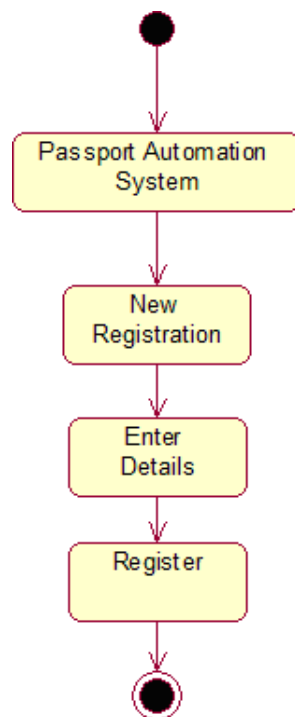 Passport Automation
System
New
Registration
Enter
Details
Register